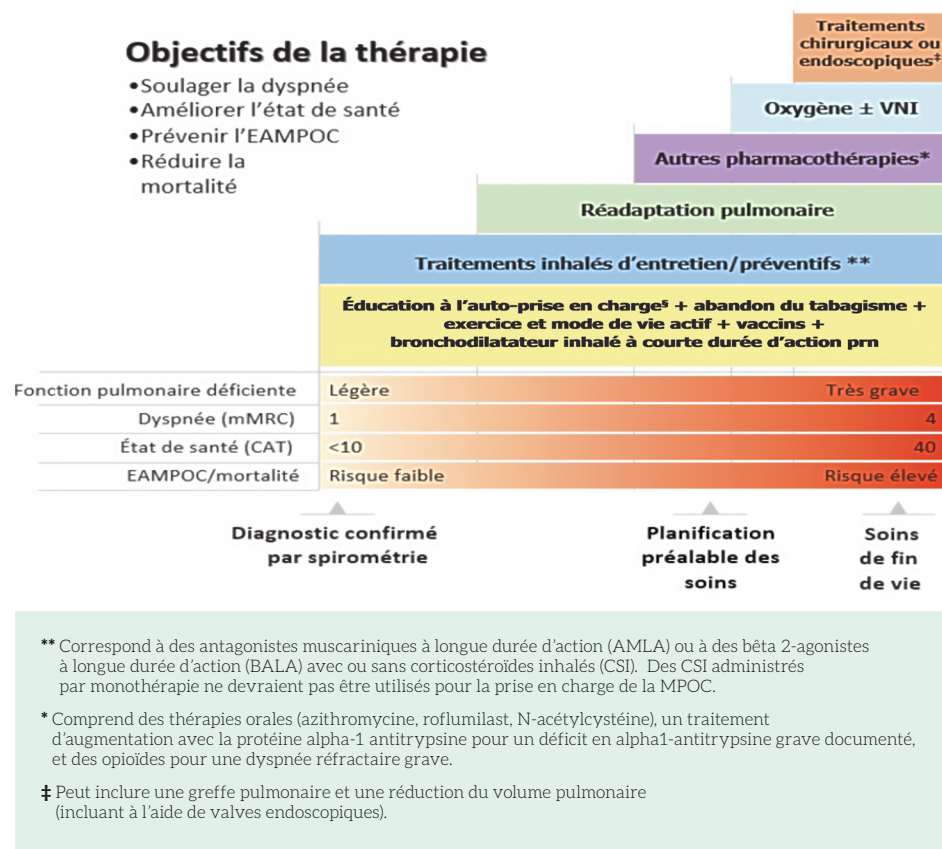 Objectifs de la thérapie
•Soulager la dyspnée
•Améliorer l'état de santé
•Prévenir l'EAMPOC
•Réduire la
mortalité
Traitements
chirurgicaux ou
endoscopiques‡
Oxygène ± VNI
Autres pharmacothérapies*
Réadaptation pulmonaire
Traitements inhalés d'entretien/préventifs **
Éducation à l'auto-prise en charge§ + abandon du tabagisme +
exercice et mode de vie actif + vaccins +
bronchodilatateur inhalé à courte durée d'action prn
Fonction pulmonaire déficiente Légère Très grave
Dyspnée (mMRC) 1 4
État de santé (CAT) <10 40
EAMPOC/mortalité Risque faible Risque élevé
Diagnostic confirmé
par spirométrie
Planification
préalable des
soins
Soins
de fin
de vie
** Correspond à des antagonistes muscariniques à longue durée d'action (AMLA) ou à des bêta 2-agonistes
à longue durée d'action (BALA) avec ou sans corticostéroïdes inhalés (CSI). Des CSI administrés
par monothérapie ne devraient pas être utilisés pour la prise en charge de la MPOC.
* Comprend des thérapies orales (azithromycine, roflumilast, N-acétylcystéine), un traitement
d'augmentation avec la protéine alpha-1 antitrypsine pour un déficit en alpha1-antitrypsine grave documenté,
et des opioïdes pour une dyspnée réfractaire grave.
‡ Peut inclure une greffe pulmonaire et une réduction du volume pulmonaire
(incluant à l'aide de valves endoscopiques).